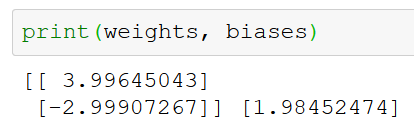 print(weights, biases)
[[ 3.99645043]
 [-2.99907267]] [1.98452474]